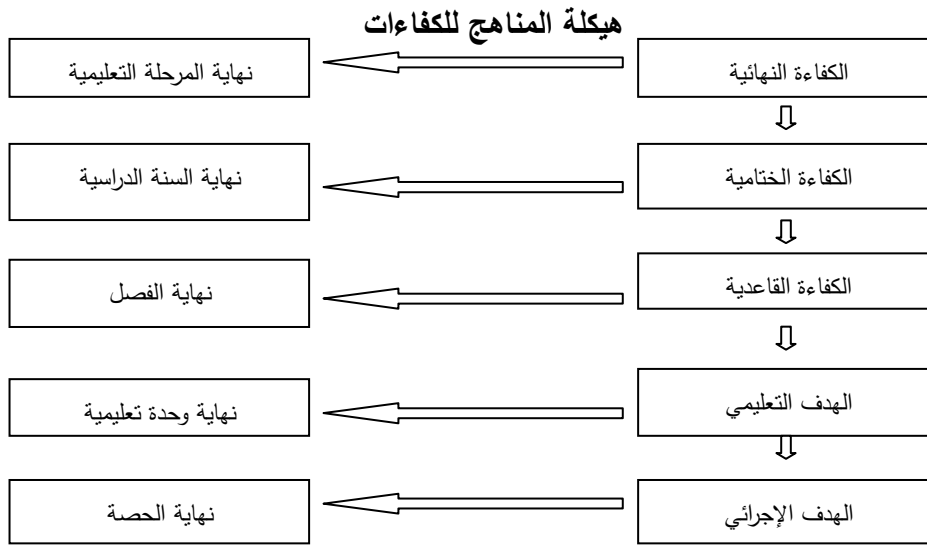 هيكلة المناهج للكفاءات
الكفاءة النهائية
نهاية المرحلة التعليمية
الكفاءة الختامية
نهاية السنة الدراسية
الكفاءة القاعدية
نهاية الفصل
الهدف التعليمي
نهاية وحدة تعليمية
الهدف الإجرائي
نهاية الحصة